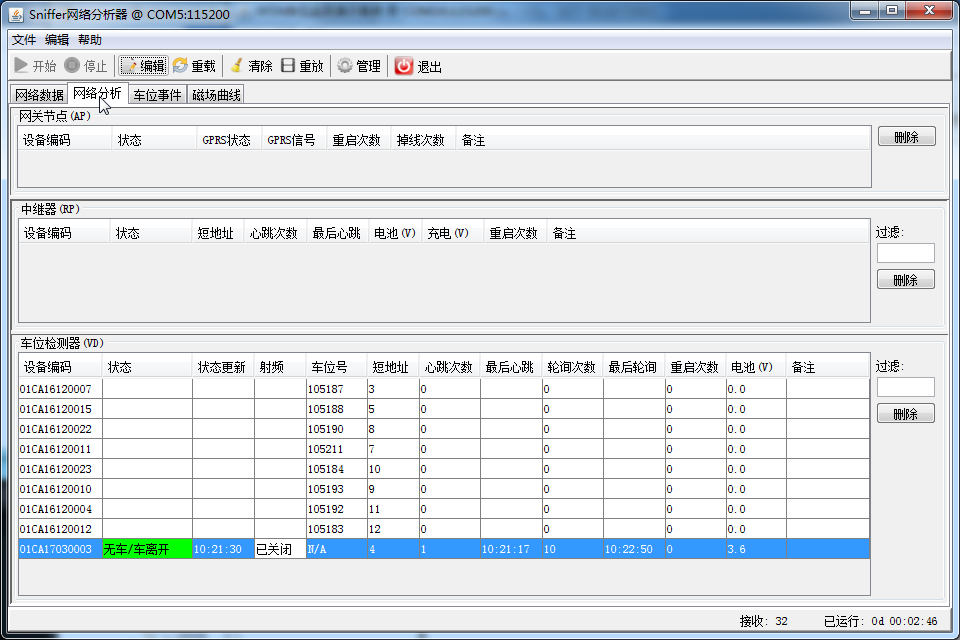 Sniffer网络分析器 @ COM5:115200
文件 编辑 帮助
开始 停止 编辑 重载 清除 重放 管理 退出
网络数据 网络分析 车位事件 磁场曲线
网关节点(AP)
设备编码 状态 GPRS状态 GPRS信号 重启次数 掉线次数 备注
删除
中继器(RP)
设备编码 状态 短地址 心跳次数 最后心跳 电池(V) 充电(V) 重启次数 备注
过滤:
删除
车位检测器(VD)
设备编码 状态 状态更新 射频 车位号 短地址 心跳次数 最后心跳 轮询次数 最后轮询 重启次数 电池(V) 备注
过滤:
删除
01CA16120007 105187 3 0 0 0 0.0
01CA16120015 105188 5 0 0 0 0.0
01CA16120022 105190 8 0 0 0 0.0
01CA16120011 105211 7 0 0 0 0.0
01CA16120023 105184 10 0 0 0 0.0
01CA16120010 105193 9 0 0 0 0.0
01CA16120004 105192 11 0 0 0 0.0
01CA16120012 105183 12 0 0 0 0.0
01CA17030003 无车/车离开 10:21:30 已关闭 N/A 4 1 10:21:17 10 10:22:50 0 3.6
接收: 32 已运行: 0d 00:02:46